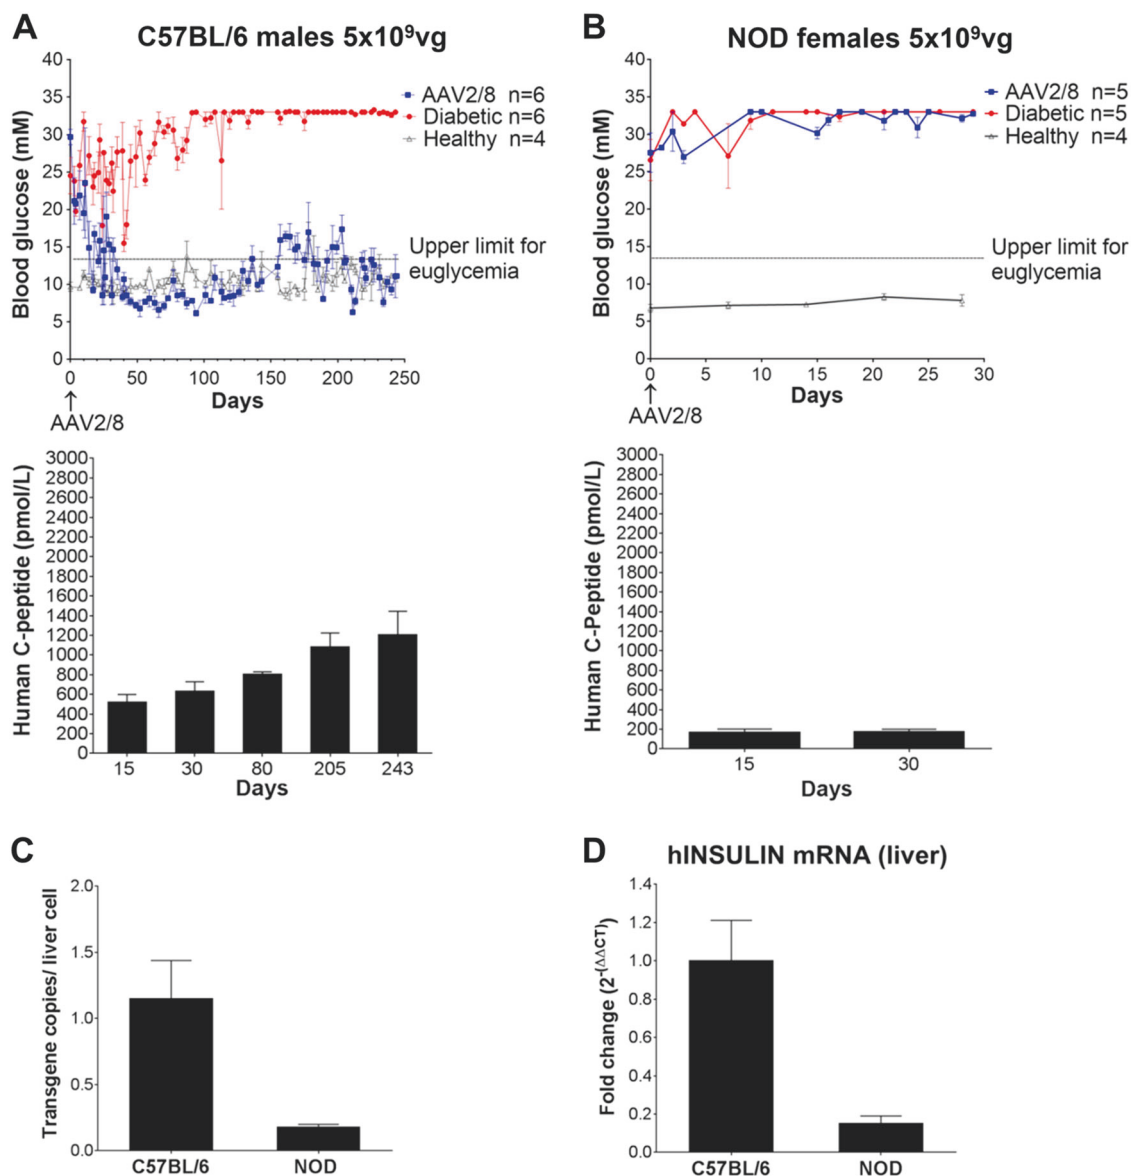 A
C57BL/6 males 5x10⁹vg
Blood glucose (mM)
40
35
30
25
20
15
10
5
0
0 50 100 150 200 250
Days
↑
AAV2/8
AAV2/8 n=6
Diabetic n=6
Healthy n=4
Upper limit for
euglycemia
Human C-peptide (pmol/L)
3000
2800
2600
2400
2200
2000
1800
1600
1400
1200
1000
800
600
400
200
0
15 30 80 205 243
Days
B
NOD females 5x10⁹vg
Blood glucose (mM)
40
35
30
25
20
15
10
5
0
0 5 10 15 20 25 30
Days
↑
AAV2/8
AAV2/8 n=5
Diabetic n=5
Healthy n=4
Upper limit for
euglycemia
Human C-Peptide (pmol/L)
3000
2800
2600
2400
2200
2000
1800
1600
1400
1200
1000
800
600
400
200
0
15 30
Days
C
Transgene copies/ liver cell
2.0
1.5
1.0
0.5
0.0
C57BL/6 NOD
D
hINSULIN mRNA (liver)
Fold change (2^-(ΔΔCT))
1.4
1.2
1.0
0.8
0.6
0.4
0.2
0.0
C57BL/6 NOD